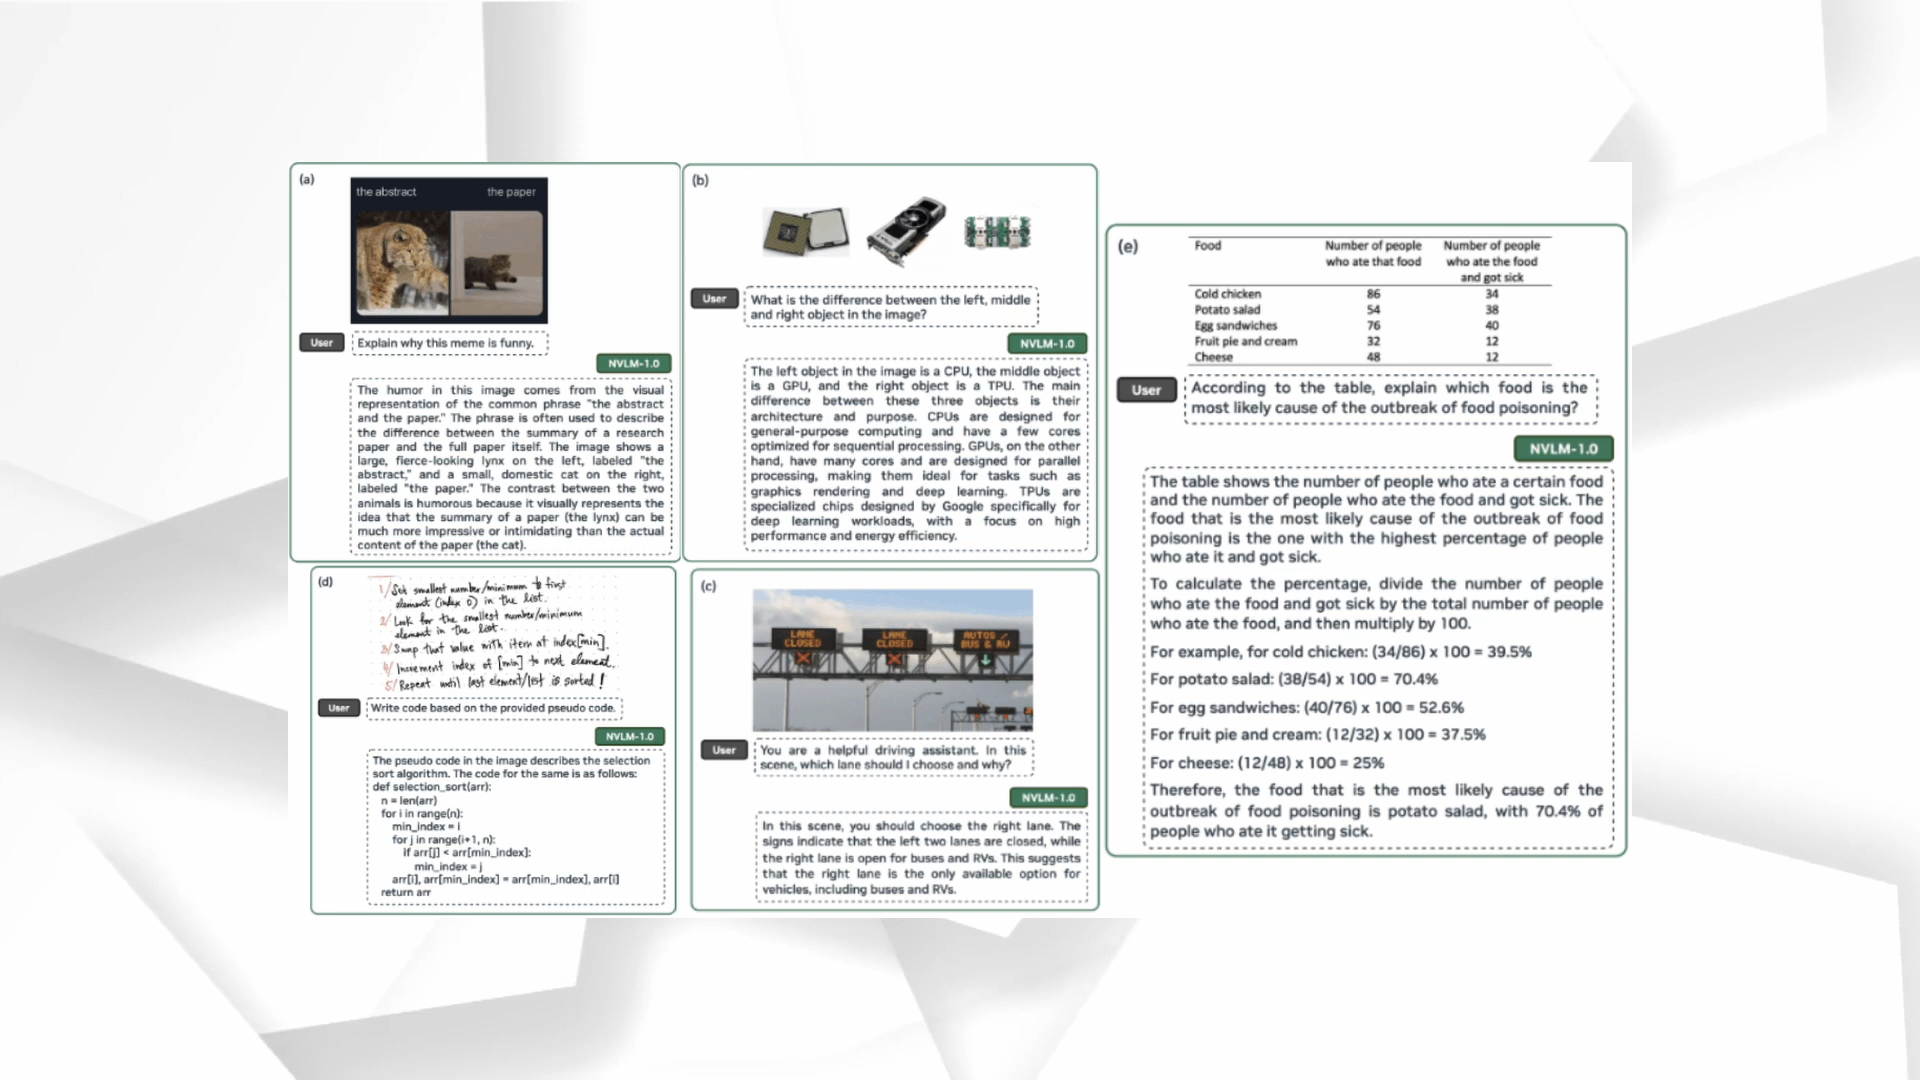 (a)
the abstract the paper
User Explain why this meme is funny.
NVLM-1.0
The humor in this image comes from the visual
representation of the common phrase "the abstract
and the paper." The phrase is often used to describe
the difference between the summary of a research
paper and the full paper itself. The image shows a
large, fierce-looking lynx on the left, labeled "the
abstract," and a small, domestic cat on the right,
labeled "the paper." The contrast between the two
animals is humorous because it visually represents the
idea that the summary of a paper (the lynx) can be
much more impressive or intimidating than the actual
content of the paper (the cat).
(b)
User What is the difference between the left, middle
and right object in the image?
NVLM-1.0
The left object in the image is a CPU, the middle object
is a GPU, and the right object is a TPU. The main
difference between these three objects is their
architecture and purpose. CPUs are designed for
general-purpose computing and have a few cores
optimized for sequential processing. GPUs, on the other
hand, have many cores and are designed for parallel
processing, making them ideal for tasks such as
graphics rendering and deep learning. TPUs are
specialized chips designed by Google specifically for
deep learning workloads, with a focus on high
performance and energy efficiency.
(d)
1/ Set smallest number/minimum to first
element (index 0) in the list.
2/ Look for the smallest number/minimum
element in the list.
3/ Swap that value with item at index[min].
4/ Increment index of [min] to next element.
5/ Repeat until last element/list is sorted!
User Write code based on the provided pseudo code.
NVLM-1.0
The pseudo code in the image describes the selection
sort algorithm. The code for the same is as follows:
def selection_sort(arr):
n = len(arr)
for i in range(n):
min_index = i
for j in range(i+1, n):
if arr[j] < arr[min_index]:
min_index = j
arr[i], arr[min_index] = arr[min_index], arr[i]
return arr
(c)
LANE CLOSED LANE CLOSED AUTOS / BUS & RV
User You are a helpful driving assistant. In this
scene, which lane should I choose and why?
NVLM-1.0
In this scene, you should choose the right lane. The
signs indicate that the left two lanes are closed, while
the right lane is open for buses and RVs. This suggests
that the right lane is the only available option for
vehicles, including buses and RVs.
(e)
Food Number of people who ate that food Number of people who ate the food and got sick
Cold chicken 86 34
Potato salad 54 38
Egg sandwiches 76 40
Fruit pie and cream 32 12
Cheese 48 12
User According to the table, explain which food is the
most likely cause of the outbreak of food poisoning?
NVLM-1.0
The table shows the number of people who ate a certain food
and the number of people who ate the food and got sick. The
food that is the most likely cause of the outbreak of food
poisoning is the one with the highest percentage of people
who ate it and got sick.
To calculate the percentage, divide the number of people
who ate the food and got sick by the total number of people
who ate the food, and then multiply by 100.
For example, for cold chicken: (34/86) x 100 = 39.5%
For potato salad: (38/54) x 100 = 70.4%
For egg sandwiches: (40/76) x 100 = 52.6%
For fruit pie and cream: (12/32) x 100 = 37.5%
For cheese: (12/48) x 100 = 25%
Therefore, the food that is the most likely cause of the
outbreak of food poisoning is potato salad, with 70.4% of
people who ate it getting sick.